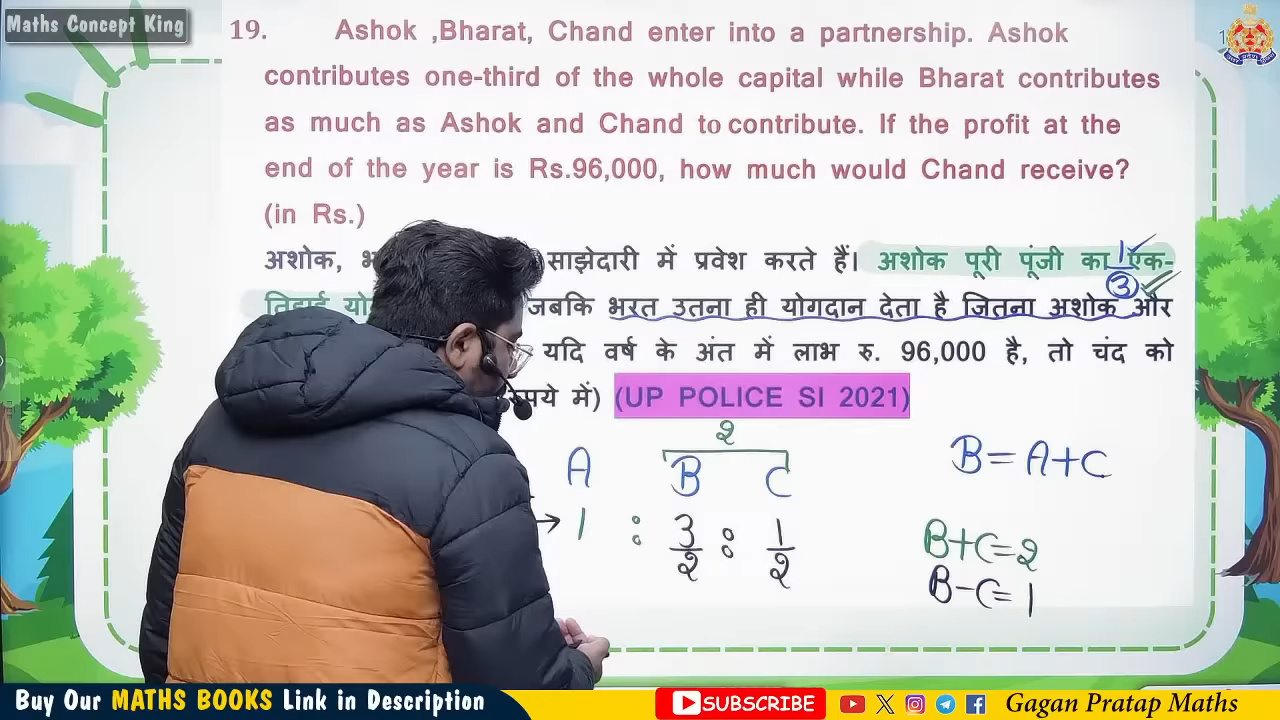 Maths Concept King
19. Ashok ,Bharat, Chand enter into a partnership. Ashok
contributes one-third of the whole capital while Bharat contributes
as much as Ashok and Chand to contribute. If the profit at the
end of the year is Rs.96,000, how much would Chand receive?
(in Rs.)
अशोक, साझेदारी में प्रवेश करते हैं। अशोक पूरी पूंजी का एक-
तिहाई जबकि भरत उतना ही योगदान देता है जितना अशोक और
यदि वर्ष के अंत में लाभ रु. 96,000 है, तो चंद को
में) (UP POLICE SI 2021)
1/3
2
A B C
B=A+C
→ 1 : 3/2 : 1/2
B+C=2
B-C=1
Buy Our MATHS BOOKS Link in Description
SUBSCRIBE
Gagan Pratap Maths